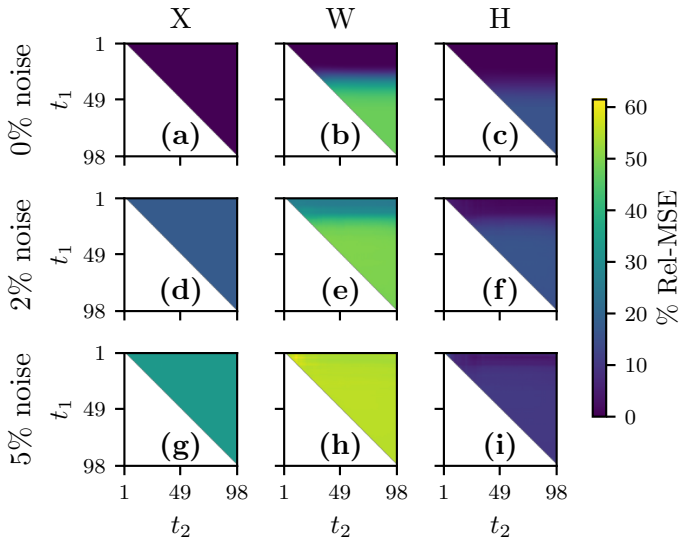 X W H
0% noise
t₁
1
49
98
(a) (b) (c)
2% noise
t₁
1
49
98
(d) (e) (f)
5% noise
t₁
1
49
98
(g) (h) (i)
1 49 98 1 49 98 1 49 98
t₂ t₂ t₂
60
50
40
30
20
10
0
% Rel-MSE